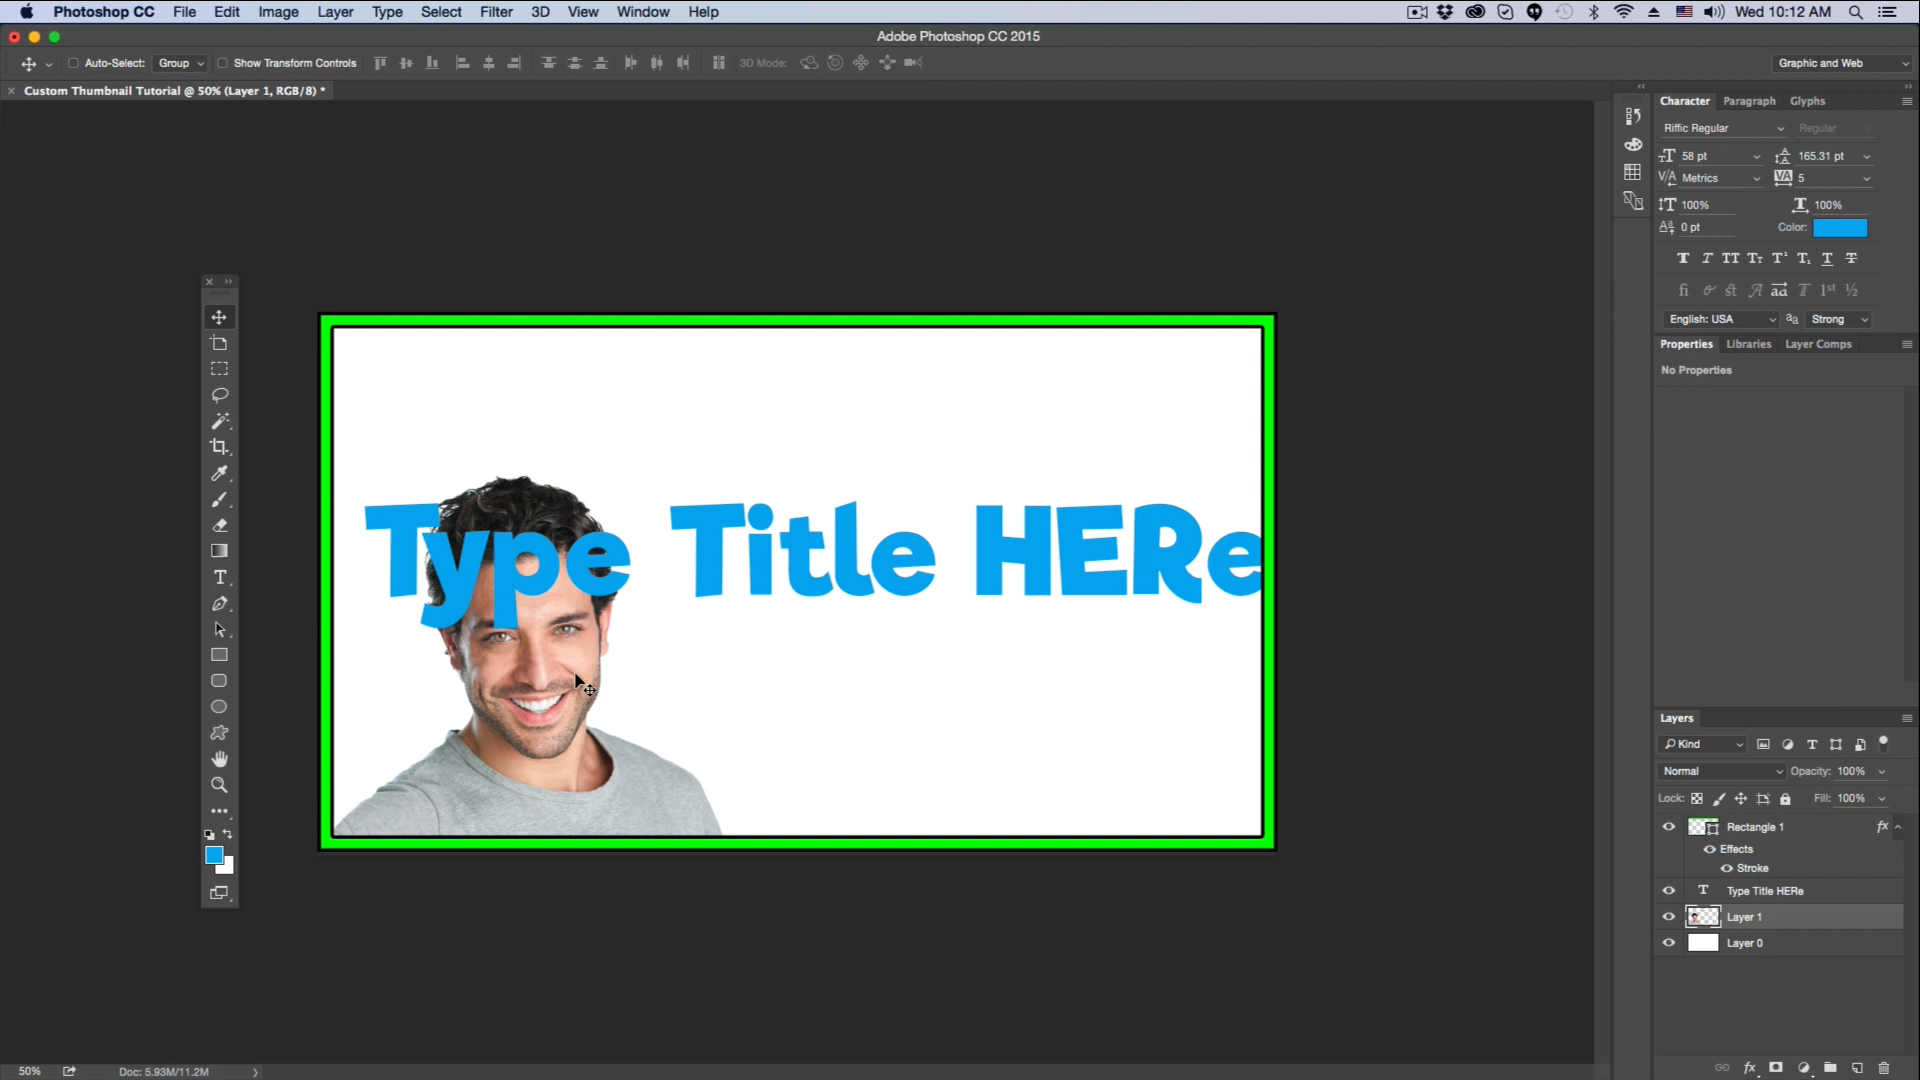 Photoshop CC File Edit Image Layer Type Select Filter 3D View Window Help Wed 10:12 AM
Adobe Photoshop CC 2015
Auto-Select: Group Show Transform Controls 3D Mode: Graphic and Web
Custom Thumbnail Tutorial @ 50% (Layer 1, RGB/8) *
Character Paragraph Glyphs
Riffic Regular Regular
58 pt 165.31 pt
Metrics 5
100% 100%
0 pt Color:
English: USA Strong
Properties Libraries Layer Comps
No Properties
Type Title HERe
Layers
Kind
Normal Opacity: 100%
Lock: Fill: 100%
Rectangle 1 fx
Effects
Stroke
Type Title HERe
Layer 1
Layer 0
50% Doc: 5.93M/11.2M